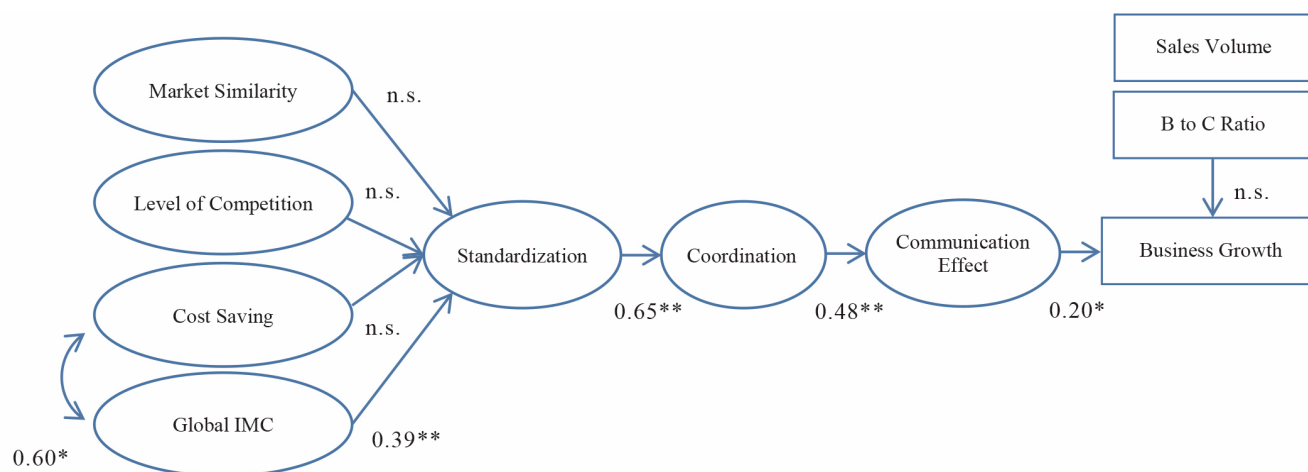 Sales Volume
Market Similarity
n.s.
B to C Ratio
Level of Competition
n.s.
n.s.
Standardization
Coordination
Communication
Effect
Business Growth
Cost Saving
n.s.
0.65**
0.48**
0.20*
Global IMC
0.39**
0.60*